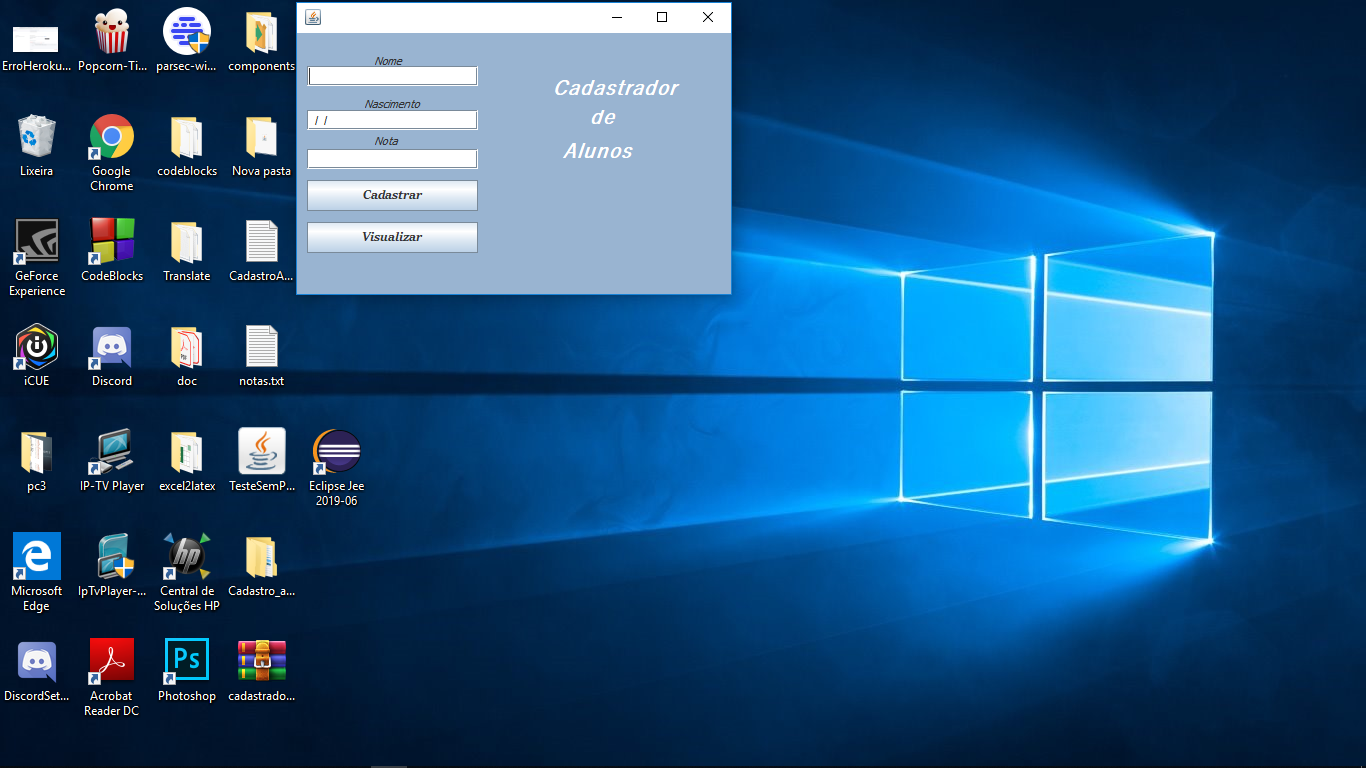 Nome
Nascimento
/ /
Nota
Cadastrar
Visualizar
Cadastrador
de
Alunos
ErroHeroku...
Popcorn-Ti...
parsec-wi...
components
Lixeira
Google
Chrome
codeblocks
Nova pasta
GeForce
Experience
CodeBlocks
Translate
CadastroA...
iCUE
Discord
doc
notas.txt
pc3
IP-TV Player
excel2latex
TesteSemP...
Eclipse Jee
2019-06
Microsoft
Edge
IpTvPlayer-...
hp
Central de
Soluções HP
Cadastro_a...
DiscordSet...
Acrobat
Reader DC
Ps
Photoshop
cadastrado...